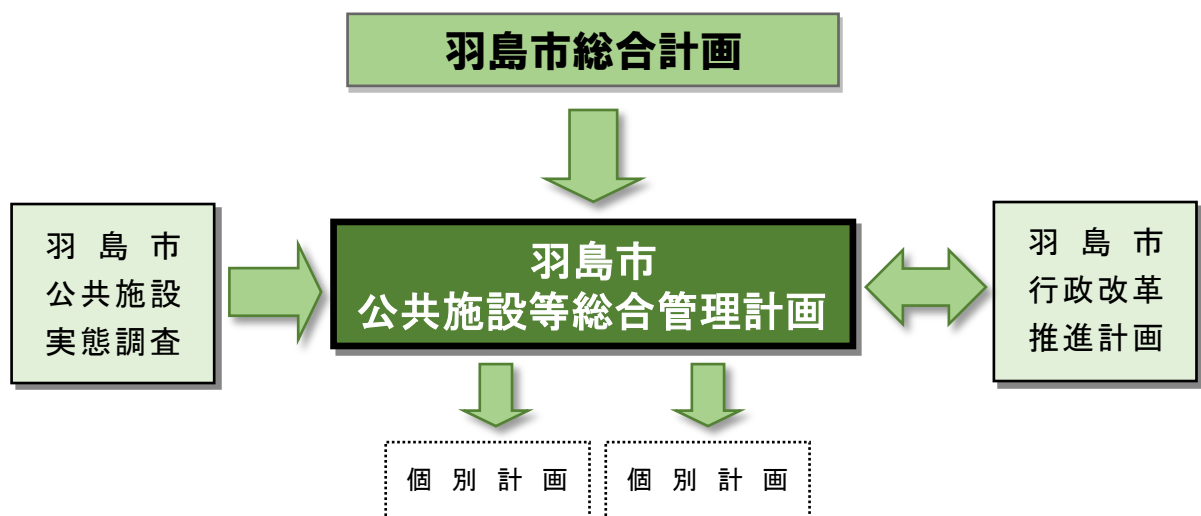 羽島市総合計画
羽島市
公共施設
実態調査
羽島市
公共施設等総合管理計画
羽島市
行政改革
推進計画
個別計画
個別計画